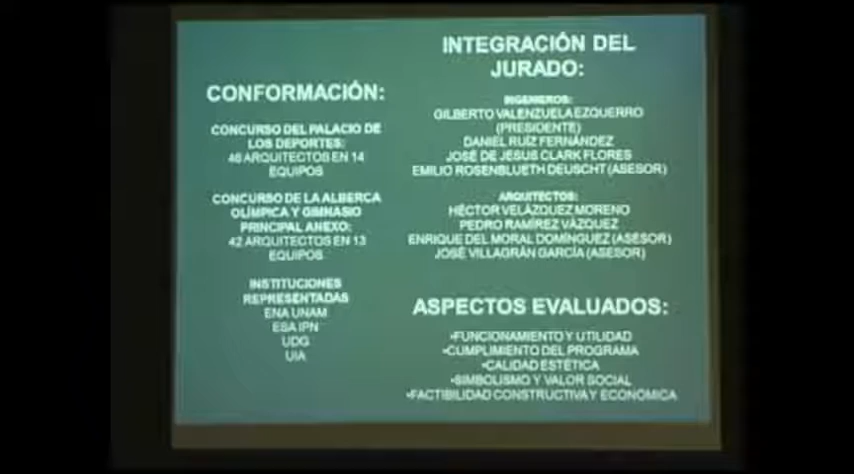 CONFORMACIÓN:
CONCURSO DEL PALACIO DE
LOS DEPORTES:
46 ARQUITECTOS EN 14
EQUIPOS
CONCURSO DE LA ALBERCA
OLÍMPICA Y GIMNASIO
PRINCIPAL ANEXO:
42 ARQUITECTOS EN 13
EQUIPOS
INSTITUCIONES
REPRESENTADAS
ENA UNAM
ESIA IPN
UDG
UIA
INTEGRACIÓN DEL
JURADO:
INGENIEROS:
GILBERTO VALENZUELA EZQUERRO
(PRESIDENTE)
DANIEL RUÍZ FERNÁNDEZ
JOSÉ DE JESUS CLARK FLORES
EMILIO ROSENBLUETH DEUSCHT (ASESOR)
ARQUITECTOS:
HÉCTOR VELÁZQUEZ MORENO
PEDRO RAMÍREZ VÁZQUEZ
ENRIQUE DEL MORAL DOMÍNGUEZ (ASESOR)
JOSÉ VILLAGRÁN GARCÍA (ASESOR)
ASPECTOS EVALUADOS:
•FUNCIONAMIENTO Y UTILIDAD
•CUMPLIMIENTO DEL PROGRAMA
•CALIDAD ESTÉTICA
•SIMBOLISMO Y VALOR SOCIAL
•FACTIBILIDAD CONSTRUCTIVA Y ECONÓMICA